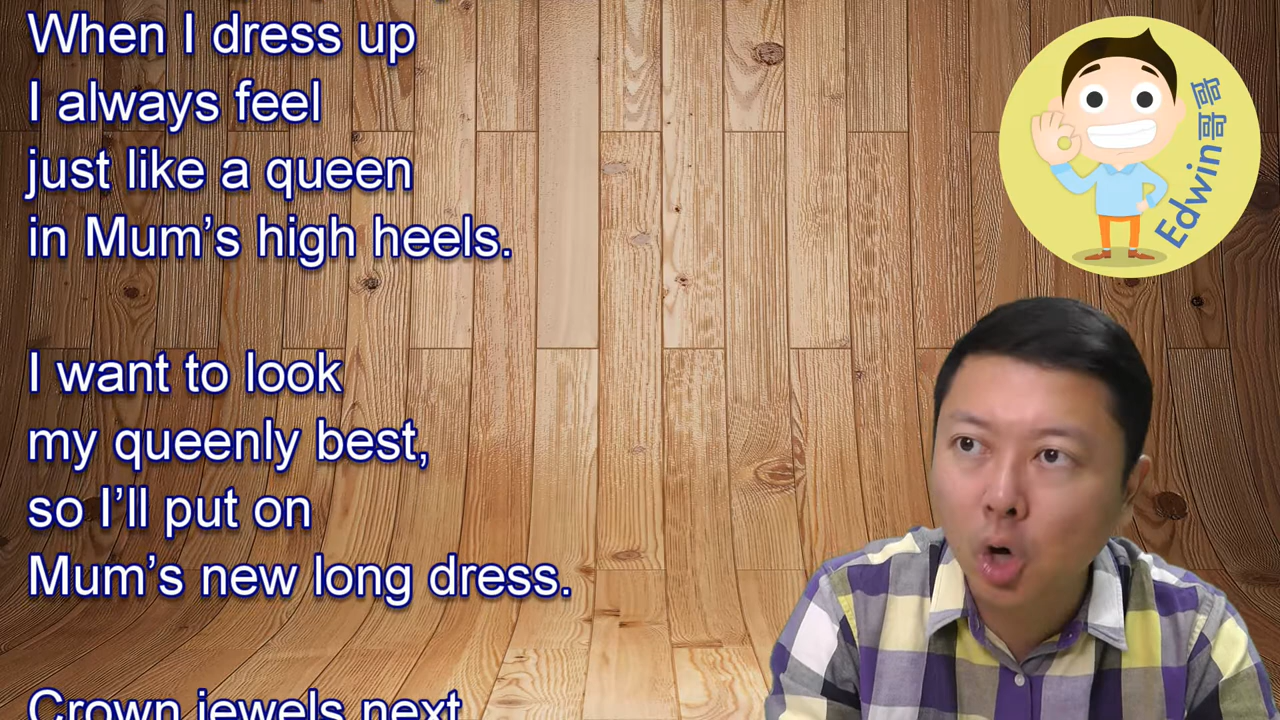 When I dress up
I always feel
just like a queen
in Mum’s high heels.
I want to look
my queenly best,
so I’ll put on
Mum’s new long dress.
Crown jewels next
Edwin哥哥